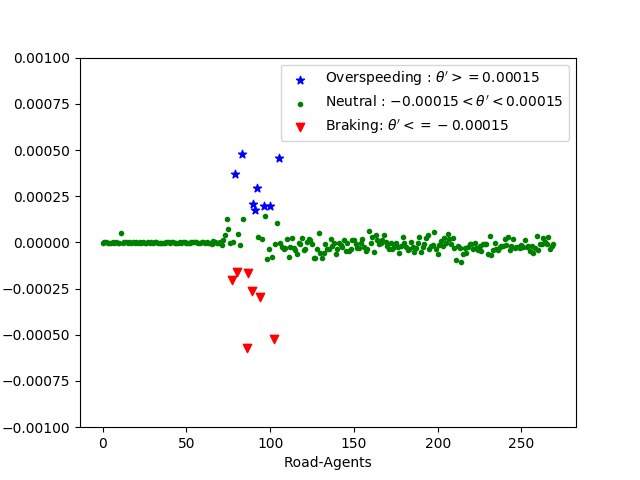 0.00100
0.00075
0.00050
0.00025
0.00000
−0.00025
−0.00050
−0.00075
−0.00100
Overspeeding : θ′ >= 0.00015
Neutral : −0.00015 < θ′ < 0.00015
Braking: θ′ <= −0.00015
0 50 100 150 200 250
Road-Agents